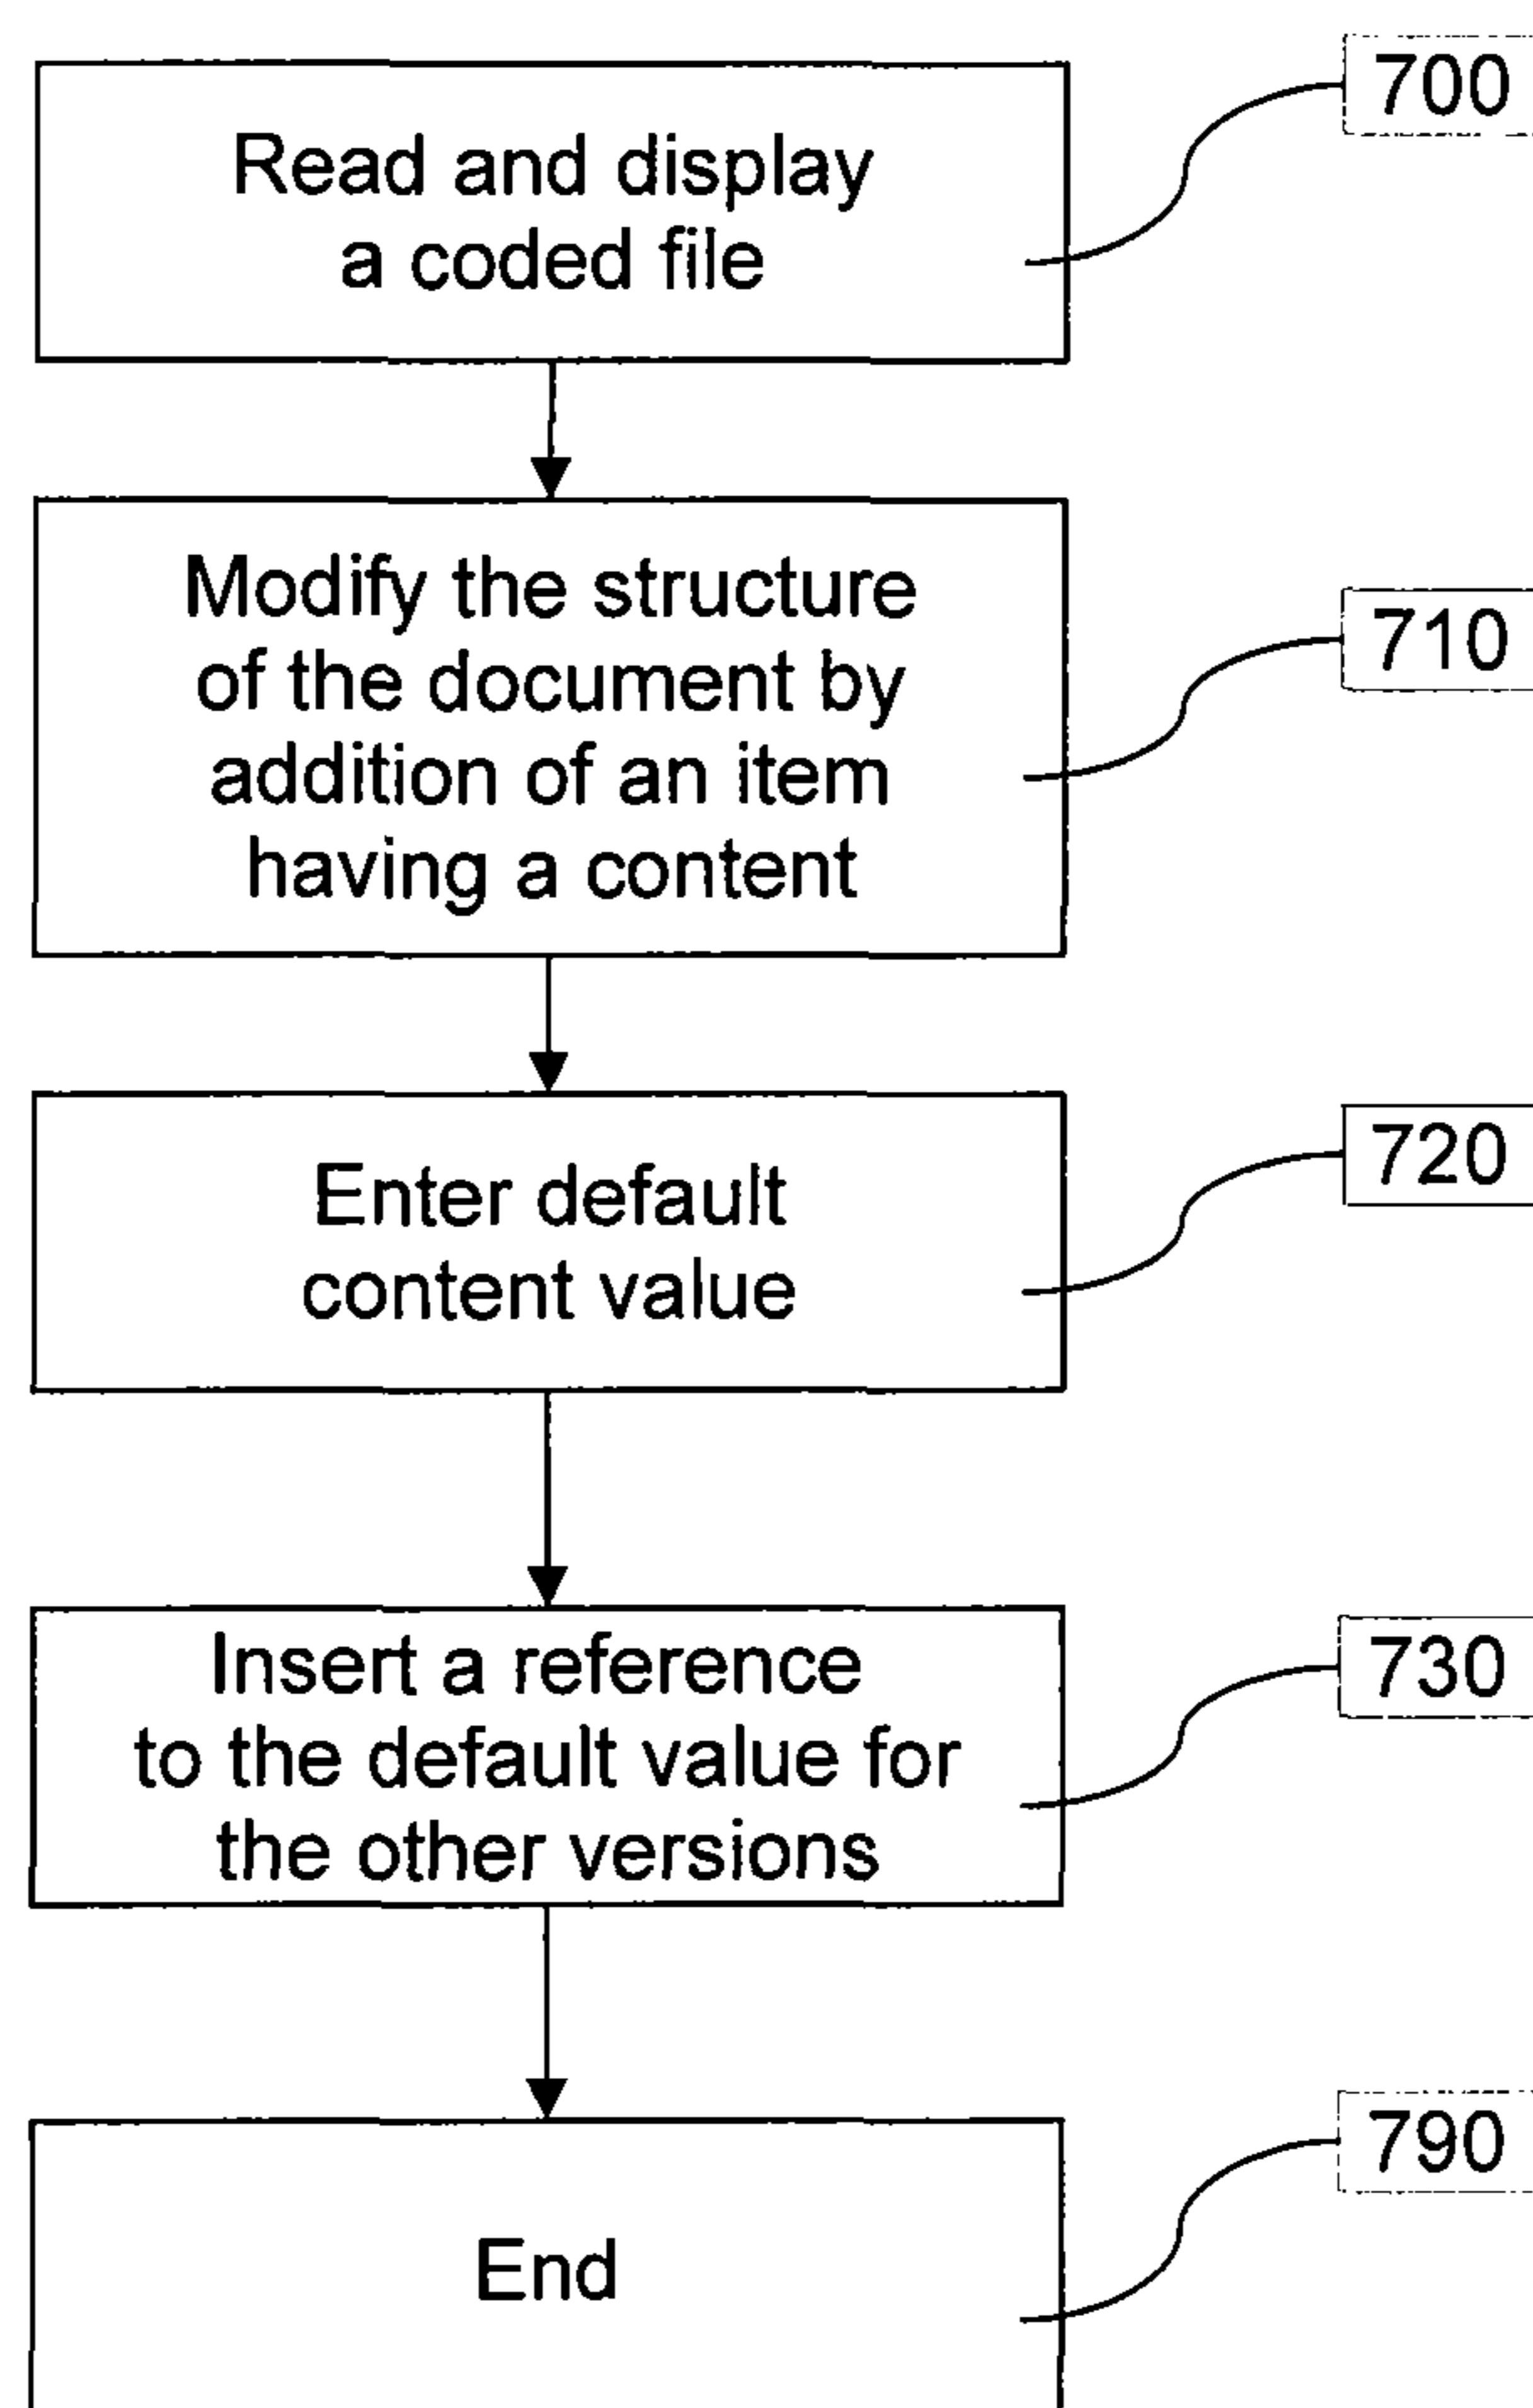 700
Read and display
a coded file
710
Modify the structure
of the document by
addition of an item
having a content
720
Enter default
content value
730
Insert a reference
to the default value for
the other versions
790
End